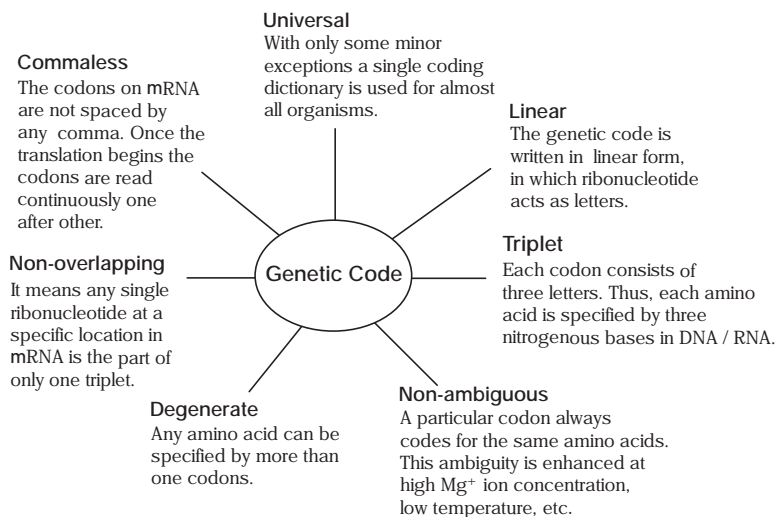 Universal
With only some minor
exceptions a single coding
dictionary is used for almost
all organisms.
Commaless
The codons on mRNA
are not spaced by
any comma. Once the
translation begins the
codons are read
continuously one
after other.
Linear
The genetic code is
written in linear form,
in which ribonucleotide
acts as letters.
Non-overlapping
It means any single
ribonucleotide at a
specific location in
mRNA is the part of
only one triplet.
Genetic Code
Triplet
Each codon consists of
three letters. Thus, each amino
acid is specified by three
nitrogenous bases in DNA / RNA.
Degenerate
Any amino acid can be
specified by more than
one codons.
Non-ambiguous
A particular codon always
codes for the same amino acids.
This ambiguity is enhanced at
high Mg⁺ ion concentration,
low temperature, etc.